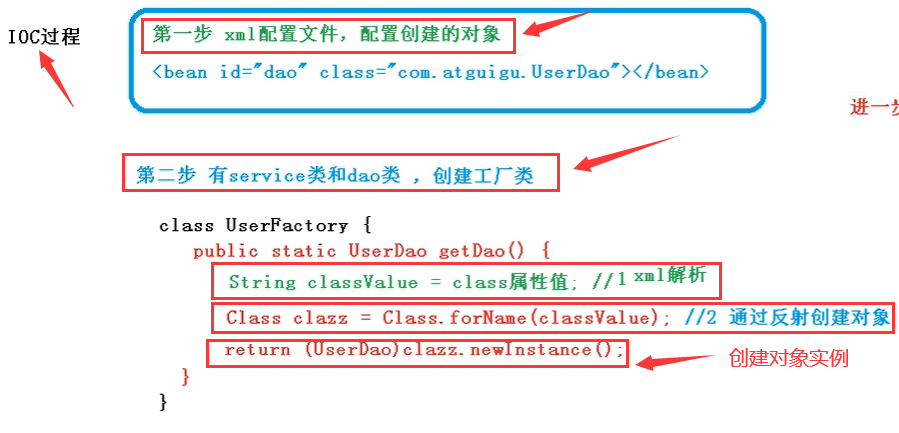 IOC过程
第一步 xml配置文件，配置创建的对象
<bean id="dao" class="com.atguigu.UserDao"></bean>
进一步
第二步 有service类和dao类 ，创建工厂类
class UserFactory {
public static UserDao getDao() {
String classValue = class属性值; //1 xml解析
Class clazz = Class.forName(classValue); //2 通过反射创建对象
return (UserDao)clazz.newInstance();
创建对象实例
}
}